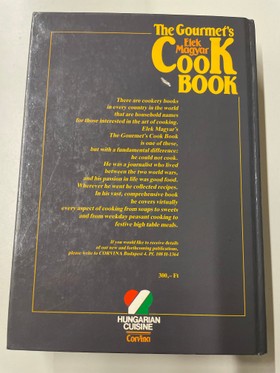 The Gourmet's
Elek Magyar
COOK
BOOK
There are cookery books
in every country in the world
that are household names
for those interested in the art of cooking.
Elek Magyar's
The Gourmet's Cook Book
is one of these,
but with a fundamental difference;
he could not cook.
He was a journalist who lived
between the two world wars,
and his passion in life was good food.
Wherever he went he collected recipes.
In his vast, comprehensive book
he covers virtually
every aspect of cooking from soups to sweets
and from weekday peasant cooking to
festive high table meals.
If you would like to receive details
of our new and forthcoming publications,
please write to CORVINA Budapest 4. Pf. 108 H-1364
300,–Ft
HUNGARIAN
CUISINE
Corvina